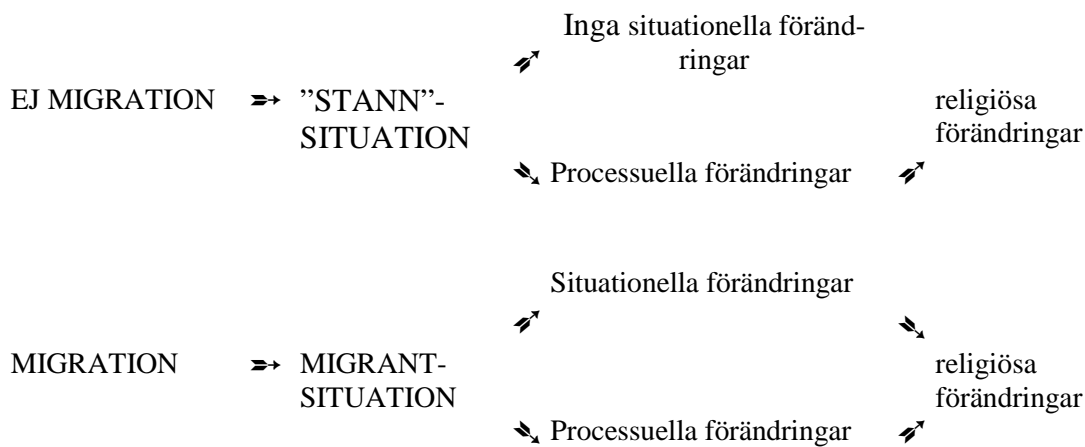 Inga situationella föränd-
ringar
EJ MIGRATION ➳ ”STANN”-
SITUATION
religiösa
förändringar
Processuella förändringar
Situationella förändringar
MIGRATION ➳ MIGRANT-
SITUATION
religiösa
förändringar
Processuella förändringar